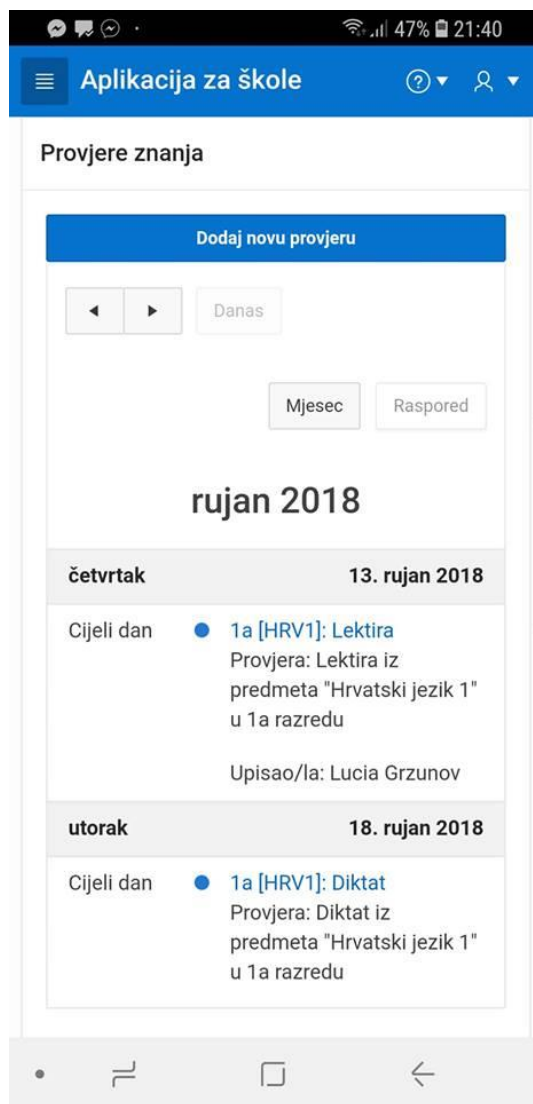 47% 21:40
Aplikacija za škole
Provjere znanja
Dodaj novu provjeru
Danas
Mjesec
Raspored
rujan 2018
četvrtak 13. rujan 2018
Cijeli dan 1a [HRV1]: Lektira
Provjera: Lektira iz
predmeta "Hrvatski jezik 1"
u 1a razredu
Upisao/la: Lucia Grzunov
utorak 18. rujan 2018
Cijeli dan 1a [HRV1]: Diktat
Provjera: Diktat iz
predmeta "Hrvatski jezik 1"
u 1a razredu